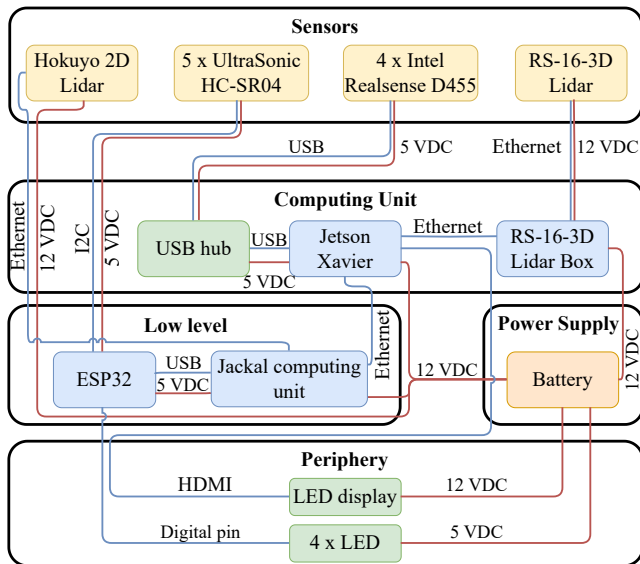 Sensors
Hokuyo 2D
Lidar
5 x UltraSonic
HC-SR04
4 x Intel
Realsense D455
RS-16-3D
Lidar
USB
5 VDC
Ethernet
12 VDC
Ethernet
12 VDC
I2C
5 VDC
Computing Unit
USB hub
USB
5 VDC
Jetson
Xavier
Ethernet
RS-16-3D
Lidar Box
Low level
ESP32
USB
5 VDC
Jackal computing
unit
Ethernet
12 VDC
Power Supply
Battery
12 VDC
Periphery
HDMI
LED display
12 VDC
Digital pin
4 x LED
5 VDC